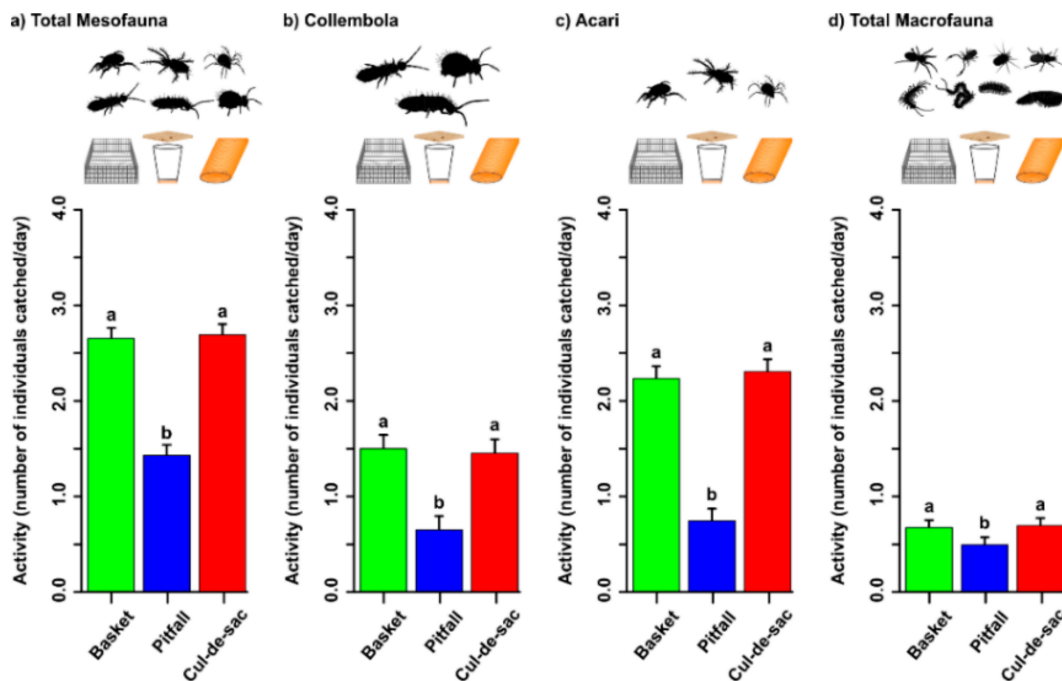 a) Total Mesofauna
b) Collembola
c) Acari
d) Total Macrofauna
Activity (number of individuals catched/day)
4.0
3.0
2.0
1.0
0.0
a
b
a
Basket
Pitfall
Cul-de-sac
Activity (number of individuals catched/day)
4.0
3.0
2.0
1.0
0.0
a
b
a
Basket
Pitfall
Cul-de-sac
Activity (number of individuals catched/day)
4.0
3.0
2.0
1.0
0.0
a
b
a
Basket
Pitfall
Cul-de-sac
Activity (number of individuals catched/day)
4.0
3.0
2.0
1.0
0.0
a
b
a
Basket
Pitfall
Cul-de-sac